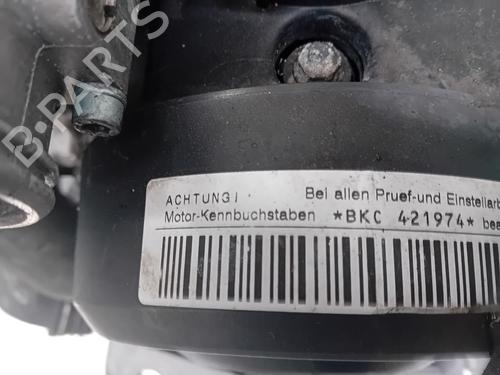 B-PARTS
ACHTUNG! Bei allen Pruef-und Einstellarb
Motor-Kennbuchstaben *BKC 421974* bea